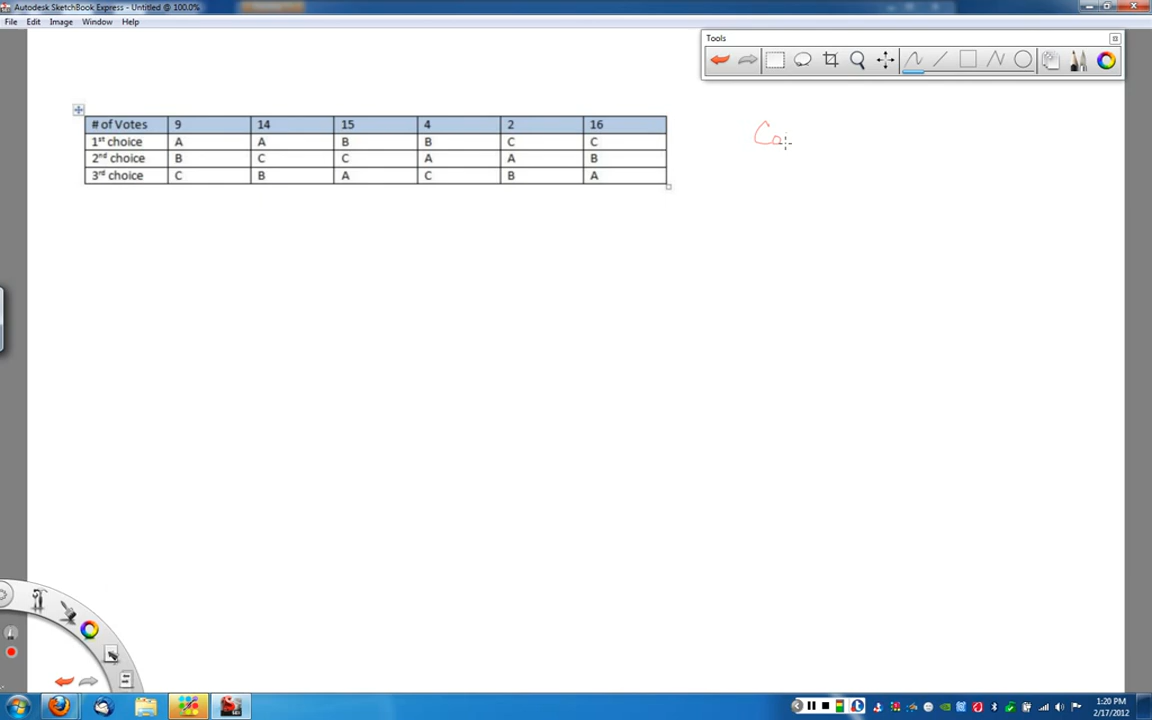 Autodesk SketchBook Express - Untitled @ 100.0%
File Edit Image Window Help
Tools
# of Votes 9 14 15 4 2 16
1st choice A A B B C C
2nd choice B C C A A B
3rd choice C B A C B A
Co
1:20 PM
2/17/2012